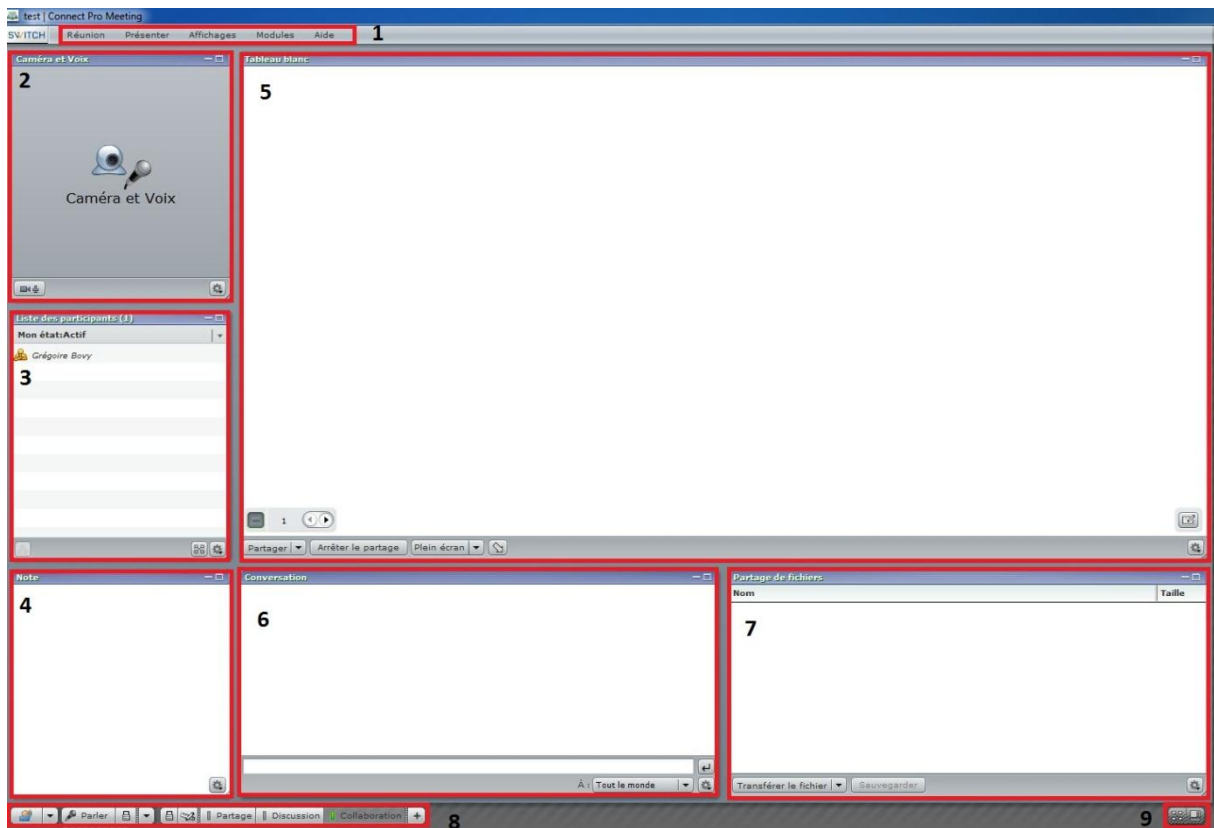 test | Connect Pro Meeting
SWITCH Réunion Présenter Affichages Modules Aide 1
Caméra et Voix
2
Caméra et Voix
Liste des participants (1)
Mon état:Actif
Grégoire Bovy
3
Note
4
Tableau blanc
5
1
Partager Arrêter le partage Plein écran
Conversation
6
À : Tout le monde
Partage de fichiers
Nom Taille
7
Transférer le fichier Sauvegarder
Parler Partage Discussion Collaboration + 8
9